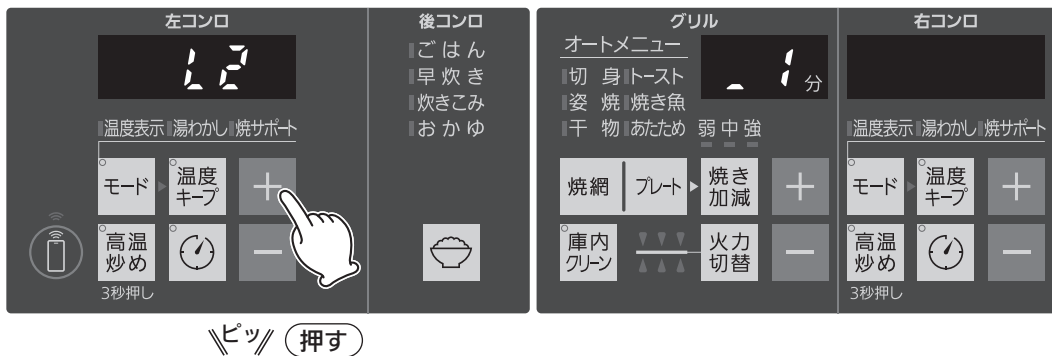 左コンロ
L2
温度表示 湯わかし 焼サポート
モード 温度キープ ＋
高温炒め －
3秒押し
後コンロ
ごはん
早炊き
炊きこみ
おかゆ
グリル
オートメニュー
切 身 トースト
姿 焼 焼き魚
干 物 あたため
_ 1 分
弱 中 強
焼網 プレート 焼き加減 ＋
庫内クリーン 火力切替 －
右コンロ
温度表示 湯わかし 焼サポート
モード 温度キープ ＋
高温炒め －
3秒押し
ピッ 押す